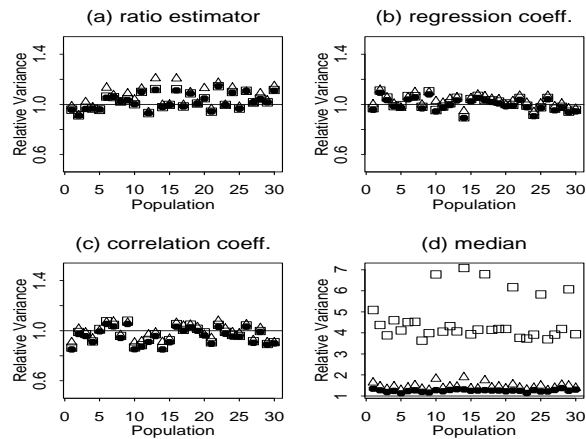 (a) ratio estimator
Relative Variance
0.6 1.0 1.4
0 5 10 15 20 25 30
Population
(b) regression coeff.
Relative Variance
0.6 1.0 1.4
0 5 10 15 20 25 30
Population
(c) correlation coeff.
Relative Variance
0.6 1.0 1.4
0 5 10 15 20 25 30
Population
(d) median
Relative Variance
1 2 3 4 5 6 7
0 5 10 15 20 25 30
Population